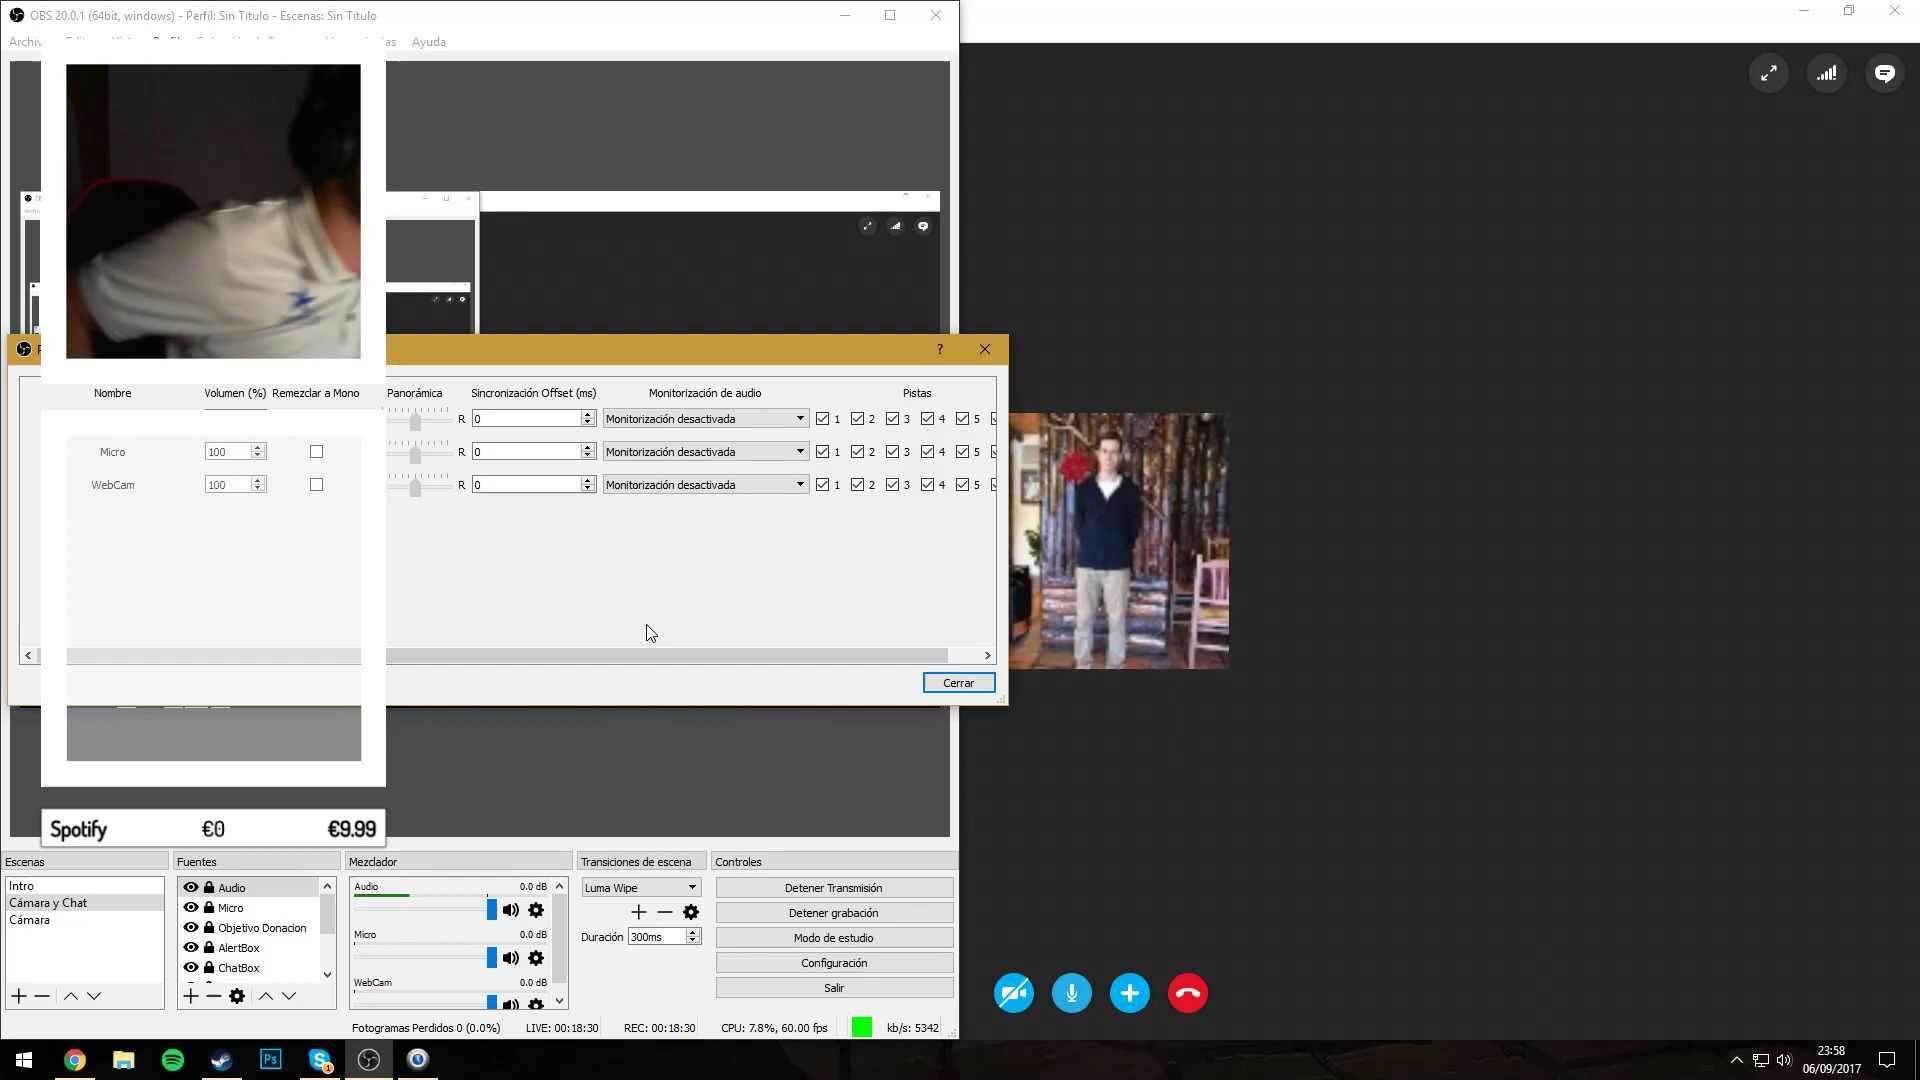 OBS 20.0.1 (64bit, windows) - Perfil: Sin Título - Escenas: Sin Título
Ayuda
Nombre Volumen (%) Remezclar a Mono Panorámica Sincronización Offset (ms) Monitorización de audio Pistas
R 0 Monitorización desactivada 1 2 3 4 5
Micro 100 R 0 Monitorización desactivada 1 2 3 4 5
WebCam 100 R 0 Monitorización desactivada 1 2 3 4 5
Cerrar
Spotify €0 €9.99
Escenas
Intro
Cámara y Chat
Cámara
Fuentes
Audio
Micro
Objetivo Donacion
AlertBox
ChatBox
Mezclador
Audio 0.0 dB
Micro 0.0 dB
WebCam 0.0 dB
Transiciones de escena
Luma Wipe
Duración 300ms
Controles
Detener Transmisión
Detener grabación
Modo de estudio
Configuración
Salir
Fotogramas Perdidos 0 (0.0%) LIVE: 00:18:30 REC: 00:18:30 CPU: 7.8%, 60.00 fps kb/s: 5342
Ps
1
23:58
06/09/2017